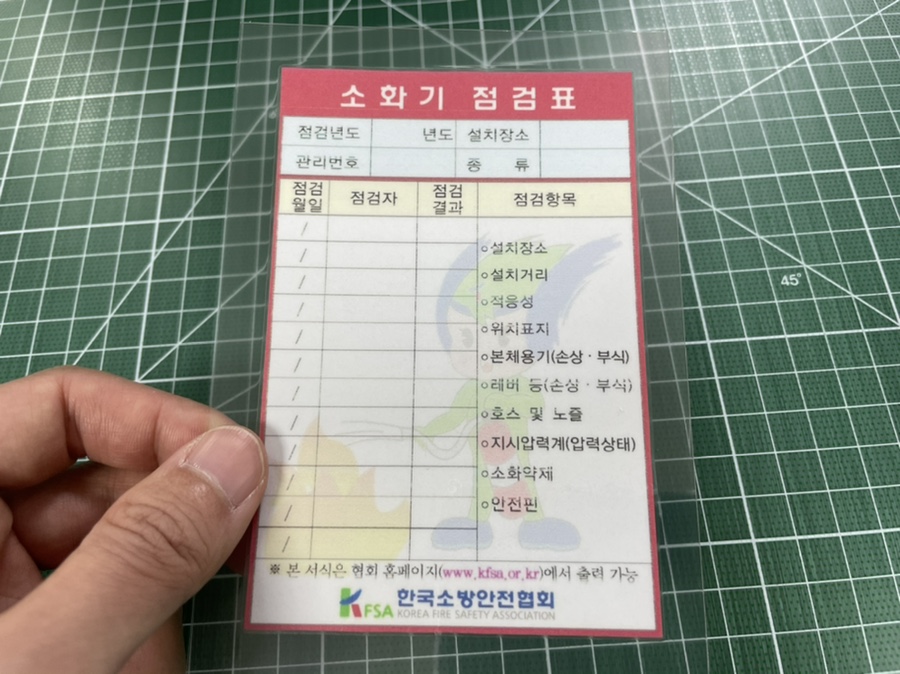 소화기 점검표
점검년도 년도 설치장소
관리번호 종 류
점검
월일
점검자
점검
결과
점검항목
/
/
/
/
/
/
/
/
/
/
/
/
○설치장소
○설치거리
○적응성
○위치표지
○본체용기(손상 · 부식)
○레버 등(손상 · 부식)
○호스 및 노즐
○지시압력계(압력상태)
○소화약제
○안전핀
※ 본 서식은 협회 홈페이지(www.kfsa.or.kr)에서 출력 가능
KFSA 한국소방안전협회
KOREA FIRE SAFETY ASSOCIATION
45°